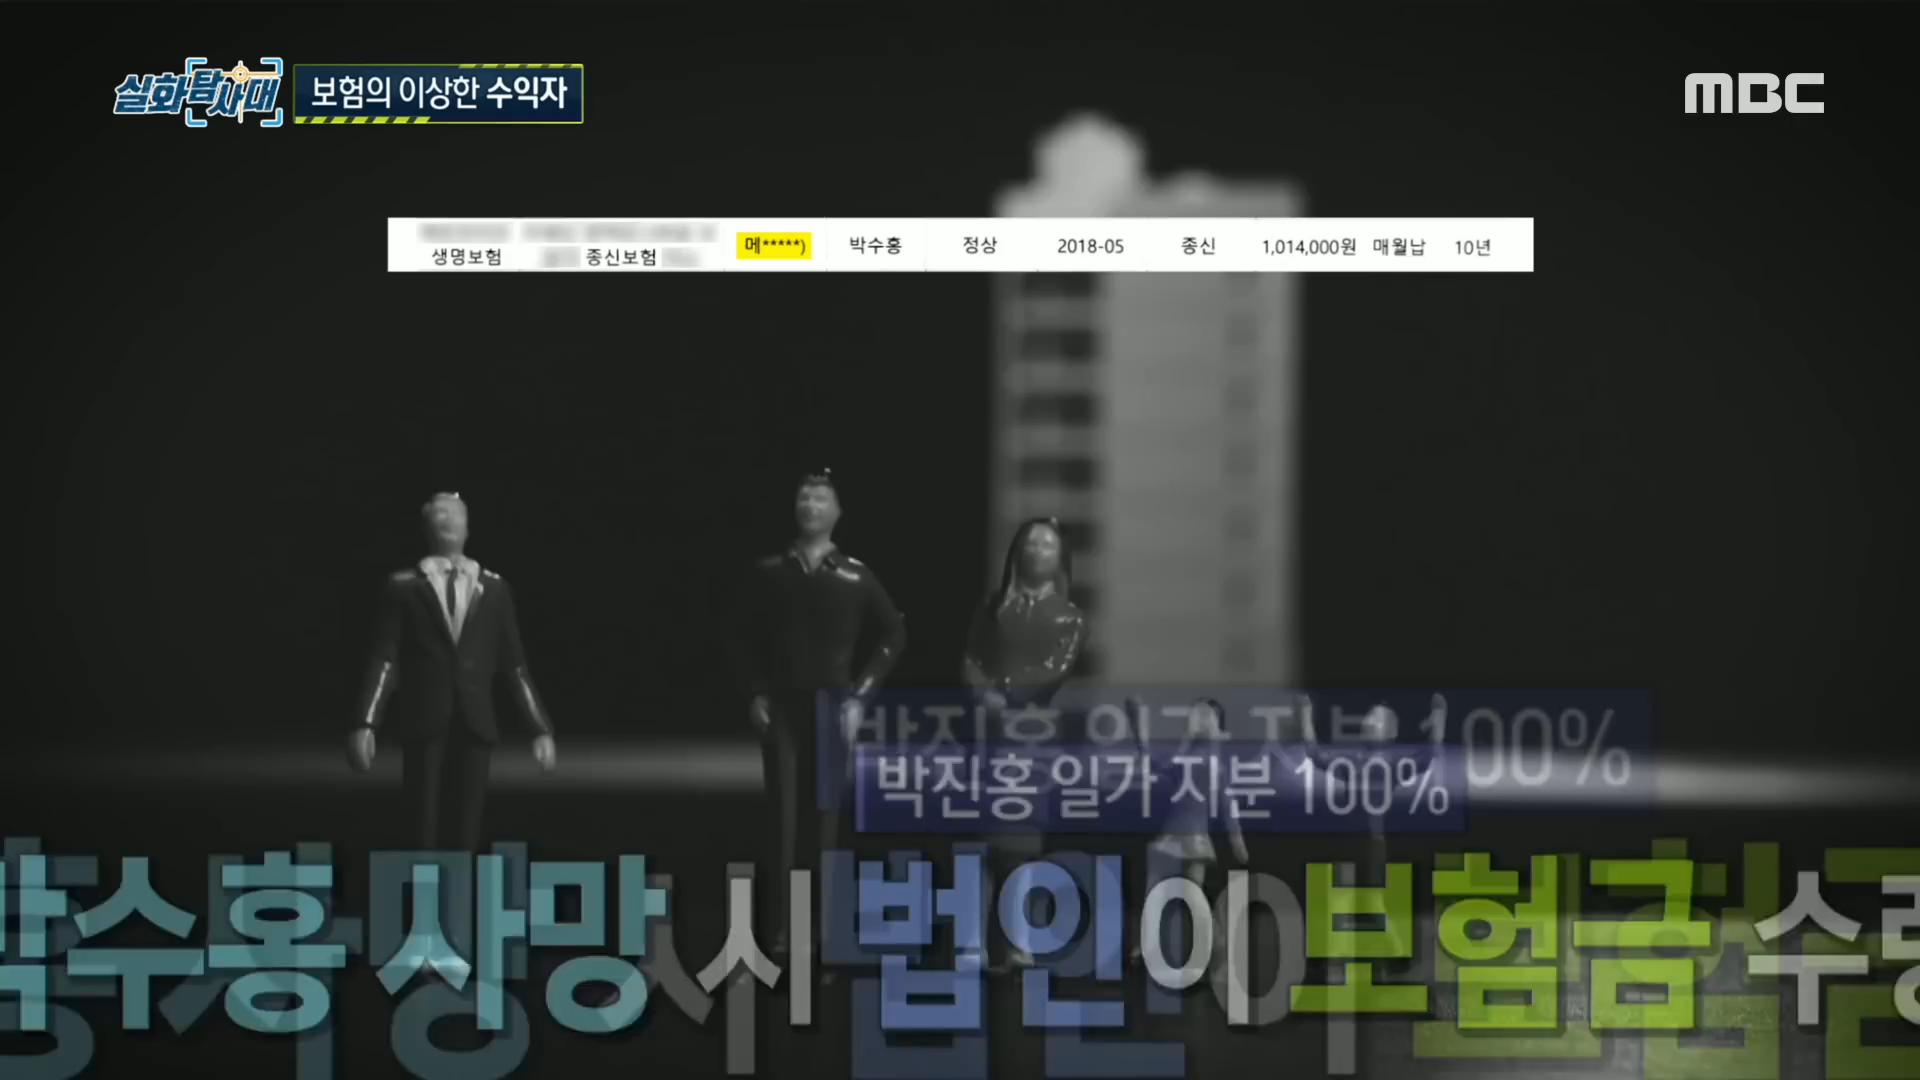 실화탐사대
보험의 이상한 수익자
MBC
생명보험 종신보험 메*****) 박수홍 정상 2018-05 종신 1,014,000원 매월납 10년
박진홍 일가 지분 100%
박진홍 일가 지분 100%
박수홍 사망 시 법인이 보험금 수령